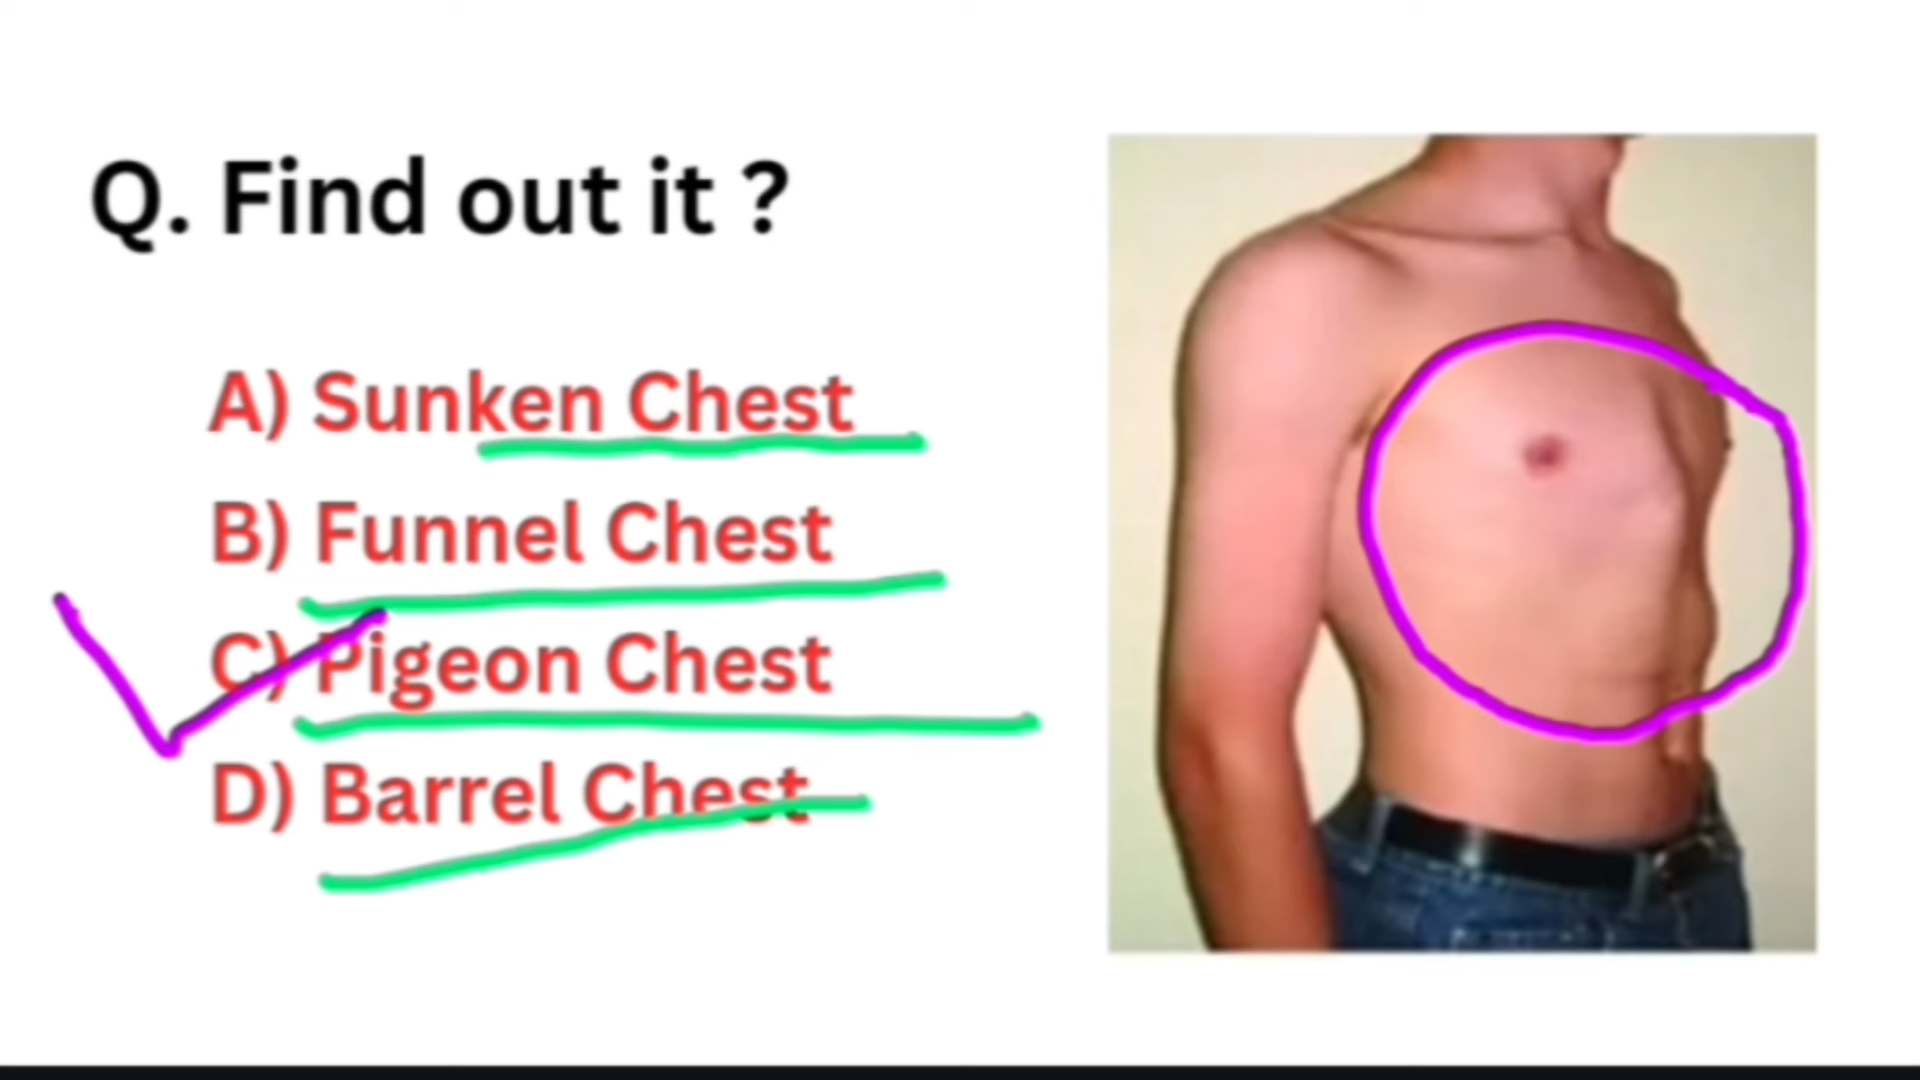 Q. Find out it ?
A) Sunken Chest
B) Funnel Chest
C) Pigeon Chest
D) Barrel Chest